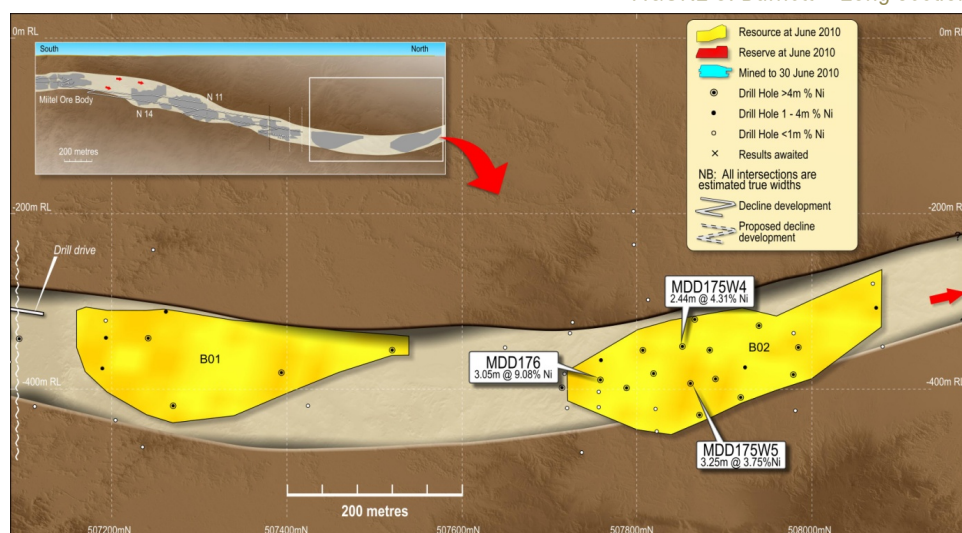 0m RL
0m RL
South
North
Miitel Ore Body
N 14
N 11
200 metres
Resource at June 2010
Reserve at June 2010
Mined to 30 June 2010
Drill Hole >4m % Ni
Drill Hole 1 - 4m % Ni
Drill Hole <1m % Ni
Results awaited
NB: All intersections are
estimated true widths
Decline development
Proposed decline
development
-200m RL
-200m RL
Drill drive
?
MDD175W4
2.44m @ 4.31% Ni
B01
MDD176
3.05m @ 9.08% Ni
B02
-400m RL
-400m RL
MDD175W5
3.25m @ 3.75%Ni
200 metres
507200mN
507400mN
507600mN
507800mN
508000mN